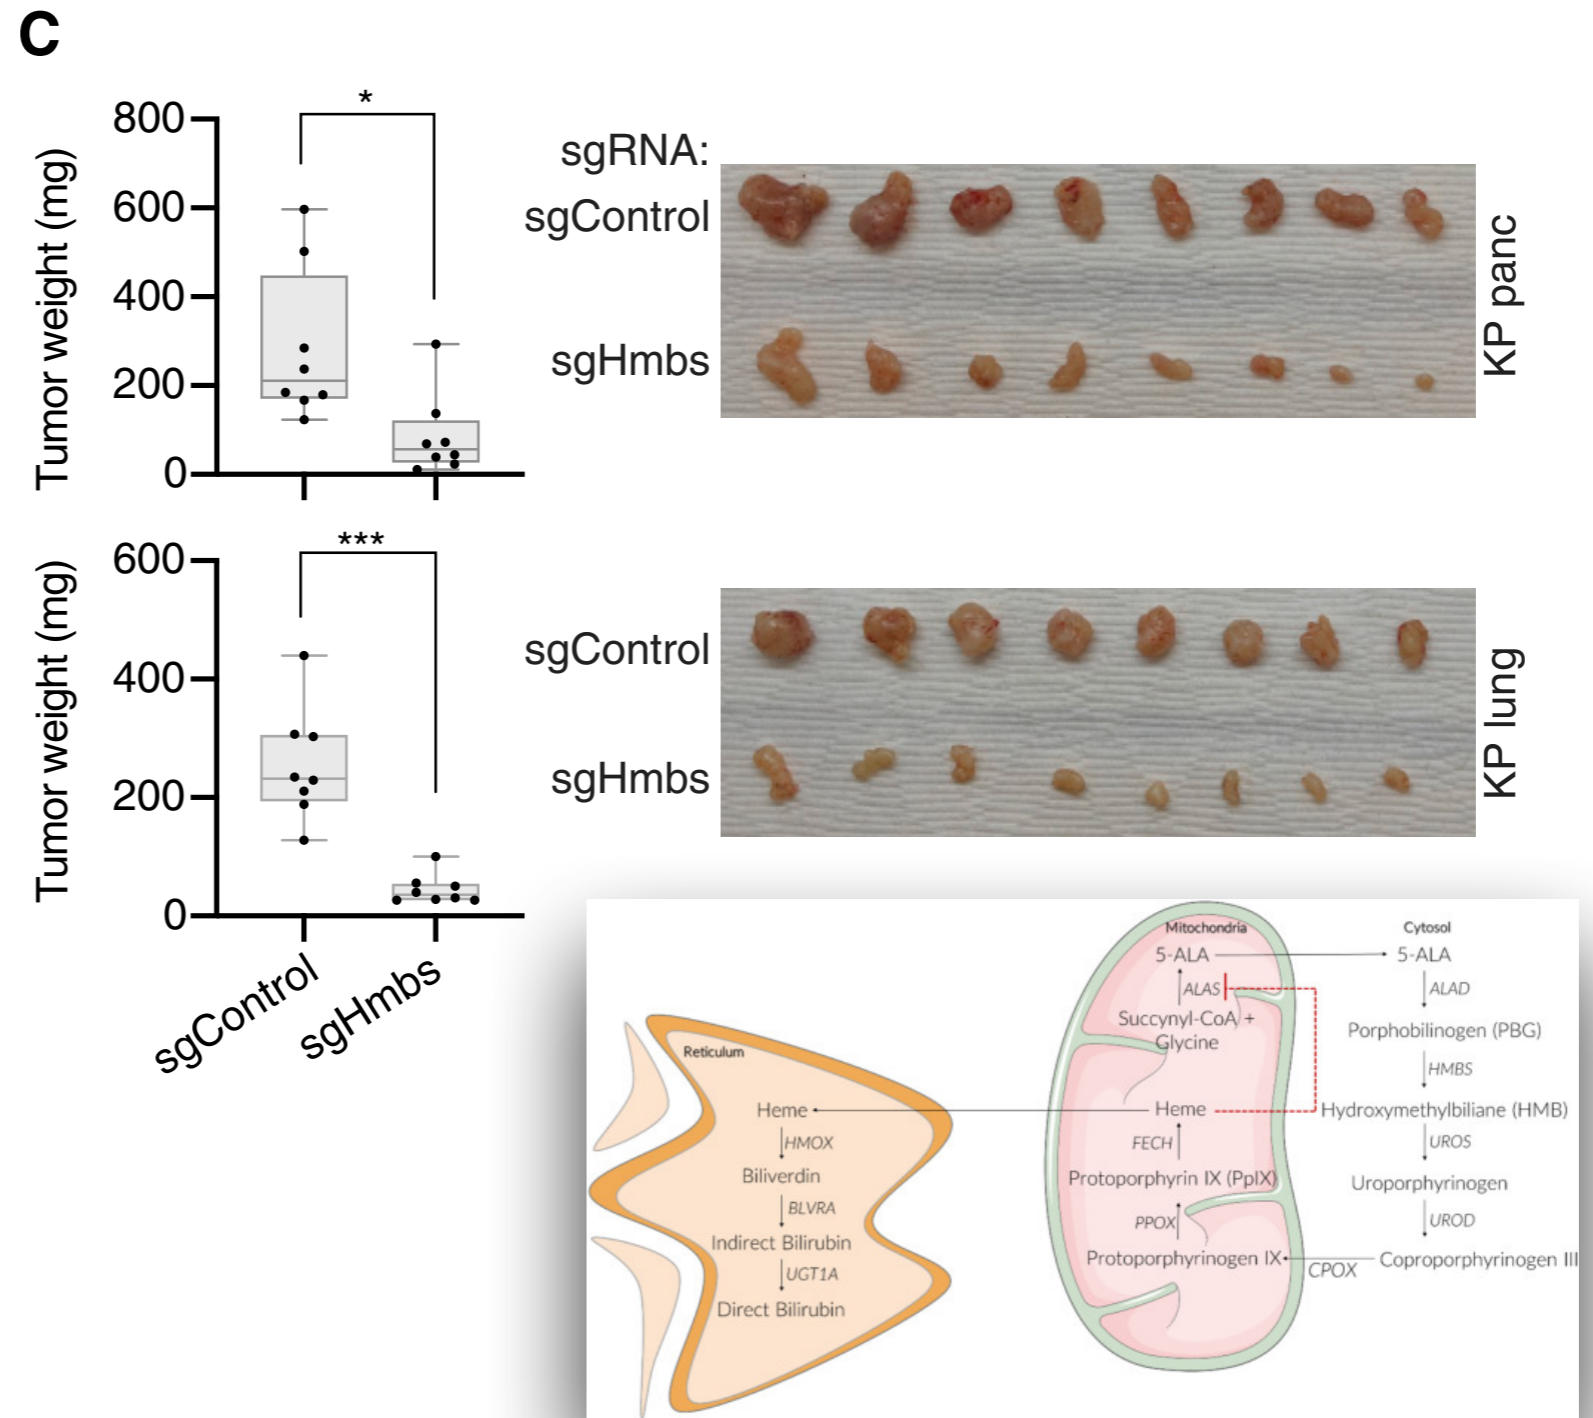 C
800
600
400
200
0
Tumor weight (mg)
*
sgRNA:
sgControl
sgHmbs
KP panc
600
400
200
0
Tumor weight (mg)
***
sgControl
sgHmbs
sgControl
sgHmbs
KP lung
Mitochondria
Cytosol
5-ALA
5-ALA
ALAS
ALAD
Succynyl-CoA +
Glycine
Porphobilinogen (PBG)
HMBS
Reticulum
Heme
Heme
Hydroxymethylbiliane (HMB)
HMOX
FECH
UROS
Biliverdin
Protoporphyrin IX (PpIX)
Uroporphyrinogen
BLVRA
PPOX
UROD
Indirect Bilirubin
Protoporphyrinogen IX
CPOX
Coproporphyrinogen III
UGT1A
Direct Bilirubin